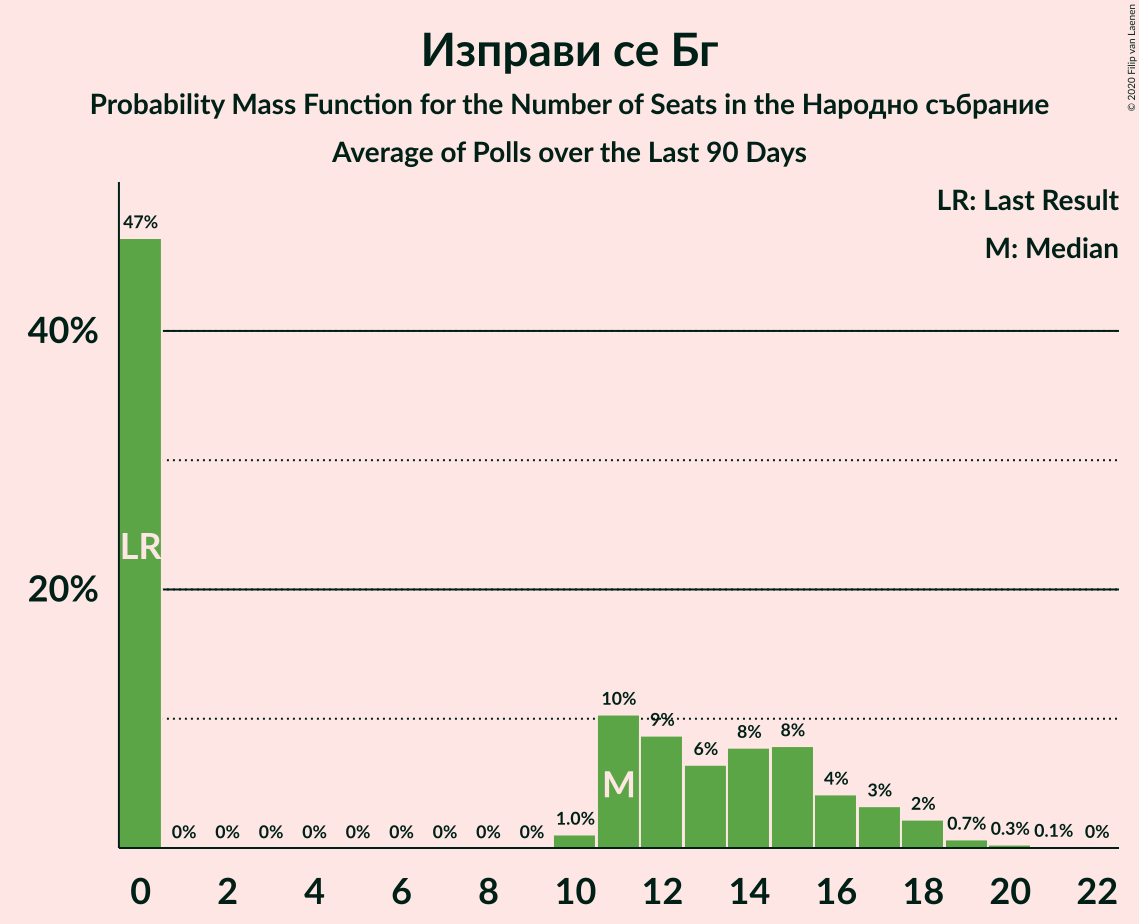 Изправи се Бг
Probability Mass Function for the Number of Seats in the Народно събрание
Average of Polls over the Last 90 Days
© 2020 Filip van Laenen
LR: Last Result
M: Median
47%
40%
LR
20%
10%
9%
8%
8%
6%
M
4%
3%
2%
0% 0% 0% 0% 0% 0% 0% 0% 0% 1.0% 0.7% 0.3% 0.1% 0%
0 2 4 6 8 10 12 14 16 18 20 22